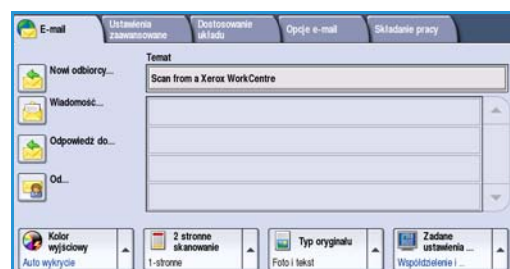 E-mail
Ustawienia
zaawansowane
Dostosowanie
układu
Opcje e-mail
Składanie pracy
Temat
Nowi odbiorcy...
Scan from a Xerox WorkCentre
Wiadomość...
Odpowiedź do...
Od...
Kolor
wyjściowy
Auto wykrycie
2 stronne
skanowanie
1-stronne
Typ oryginału
Foto i tekst
Zadane
ustawienia ...
Współdzielenie i ...